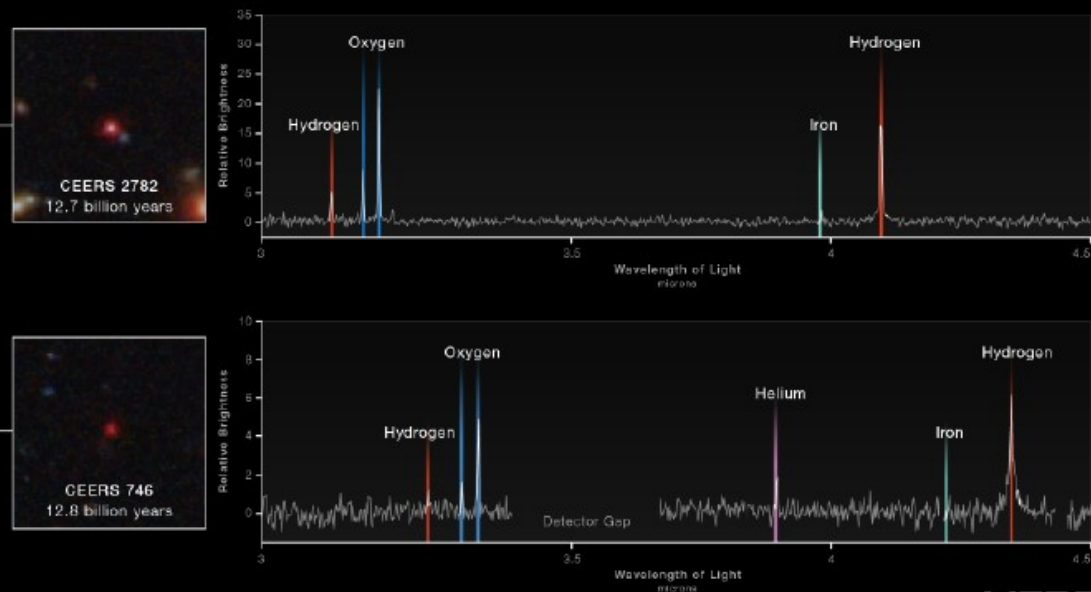 35
30
25
20
15
10
5
0
Relative Brightness
Hydrogen
Oxygen
Iron
Hydrogen
CEERS 2782
12.7 billion years
3
3.5
4
4.5
Wavelength of Light
microns
10
8
6
4
2
0
Relative Brightness
Hydrogen
Oxygen
Helium
Iron
Hydrogen
Detector Gap
CEERS 746
12.8 billion years
3
3.5
4
4.5
Wavelength of Light
microns